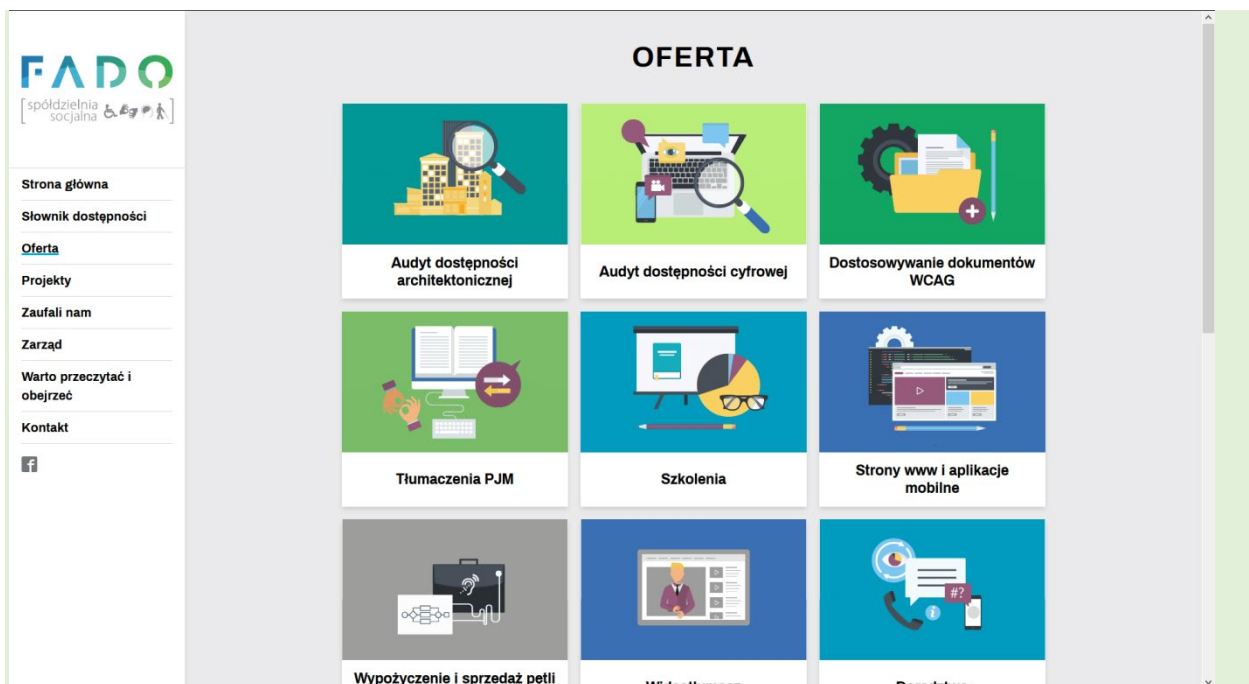 FADO
spółdzielnia
socjalna
Strona główna
Słownik dostępności
Oferta
Projekty
Zaufali nam
Zarząd
Warto przeczytać i
obejrzeć
Kontakt
f
OFERTA
Audyt dostępności
architektonicznej
Audyt dostępności cyfrowej
Dostosowywanie dokumentów
WCAG
Tłumaczenia PJM
Szkolenia
Strony www i aplikacje
mobilne
#?
i
Wypożyczenie i sprzedaż pętli